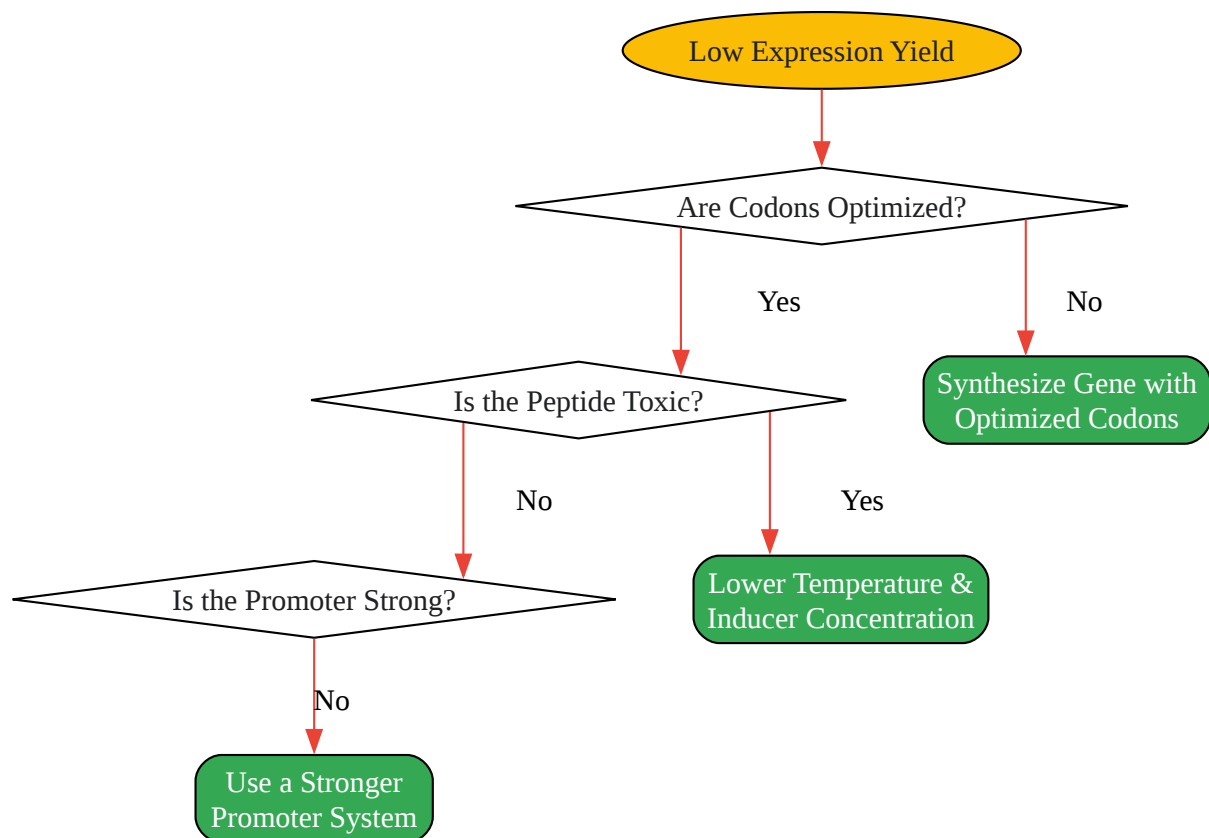 Low Expression Yield
Are Codons Optimized?
Yes
No
Synthesize Gene with
Optimized Codons
Is the Peptide Toxic?
No
Yes
Lower Temperature &
Inducer Concentration
Is the Promoter Strong?
No
Use a Stronger
Promoter System